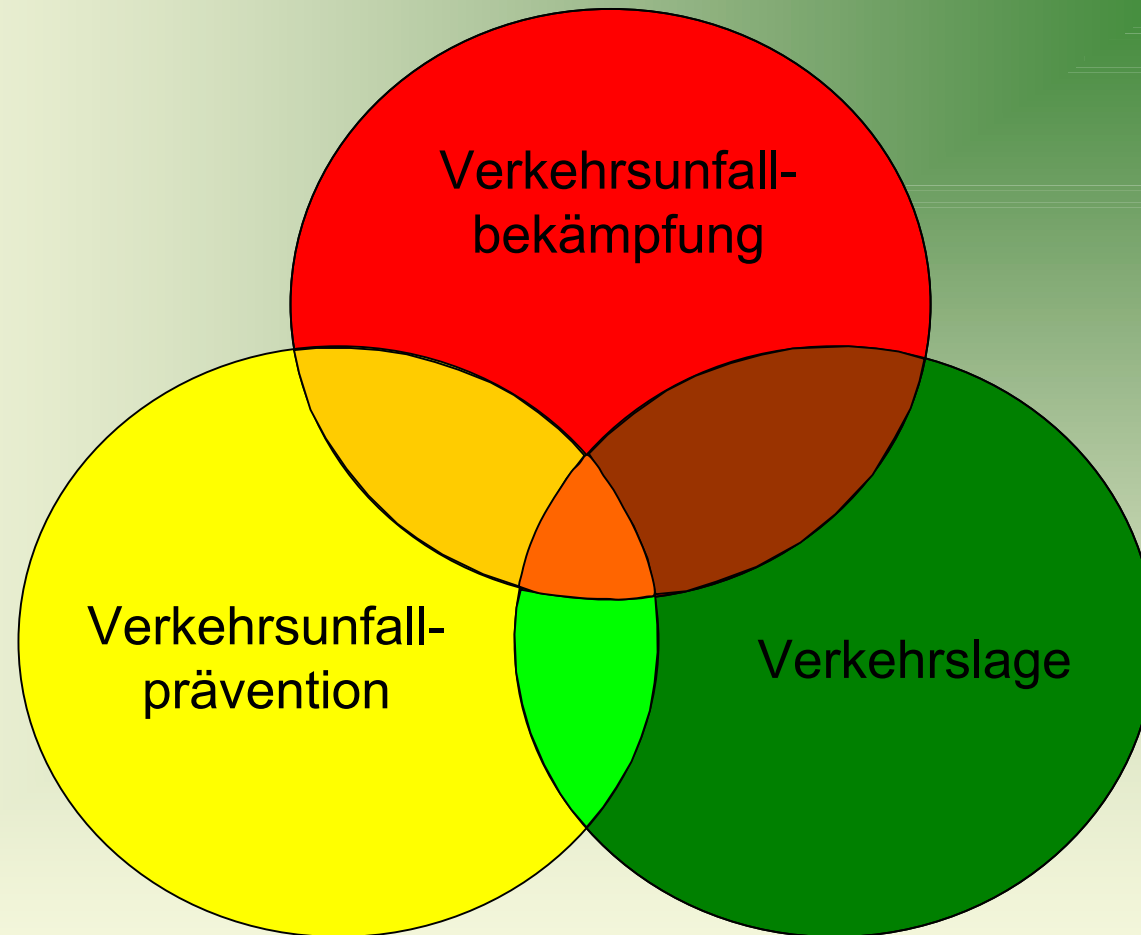 Verkehrsunfall-
bekämpfung
Verkehrsunfall-
prävention
Verkehrslage